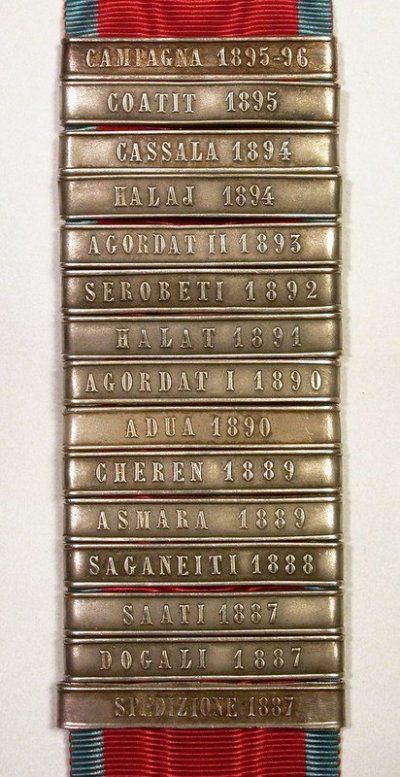 CAMPAGNA 1895-96
COATIT 1895
CASSALA 1894
HALAJ 1894
AGORDAT II 1893
SEROBETI 1892
HALAT 1891
AGORDAT I 1890
ADUA 1890
CHEREN 1889
ASMARA 1889
SAGANEITI 1888
SAATI 1887
DOGALI 1887
SPEDIZIONE 1887